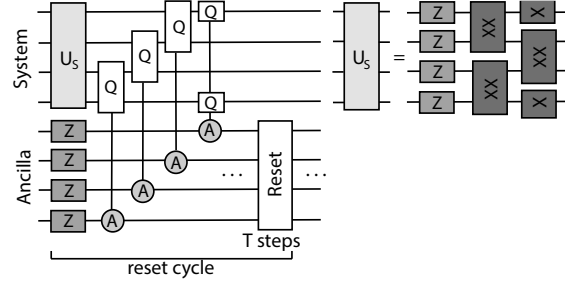 System
Ancilla
U_S
Q
Q
Q
Q
Q
Z
Z
Z
Z
A
A
A
A
...
...
Reset
T steps
reset cycle
U_S
=
Z
Z
Z
Z
XX
XX
X
XX
X